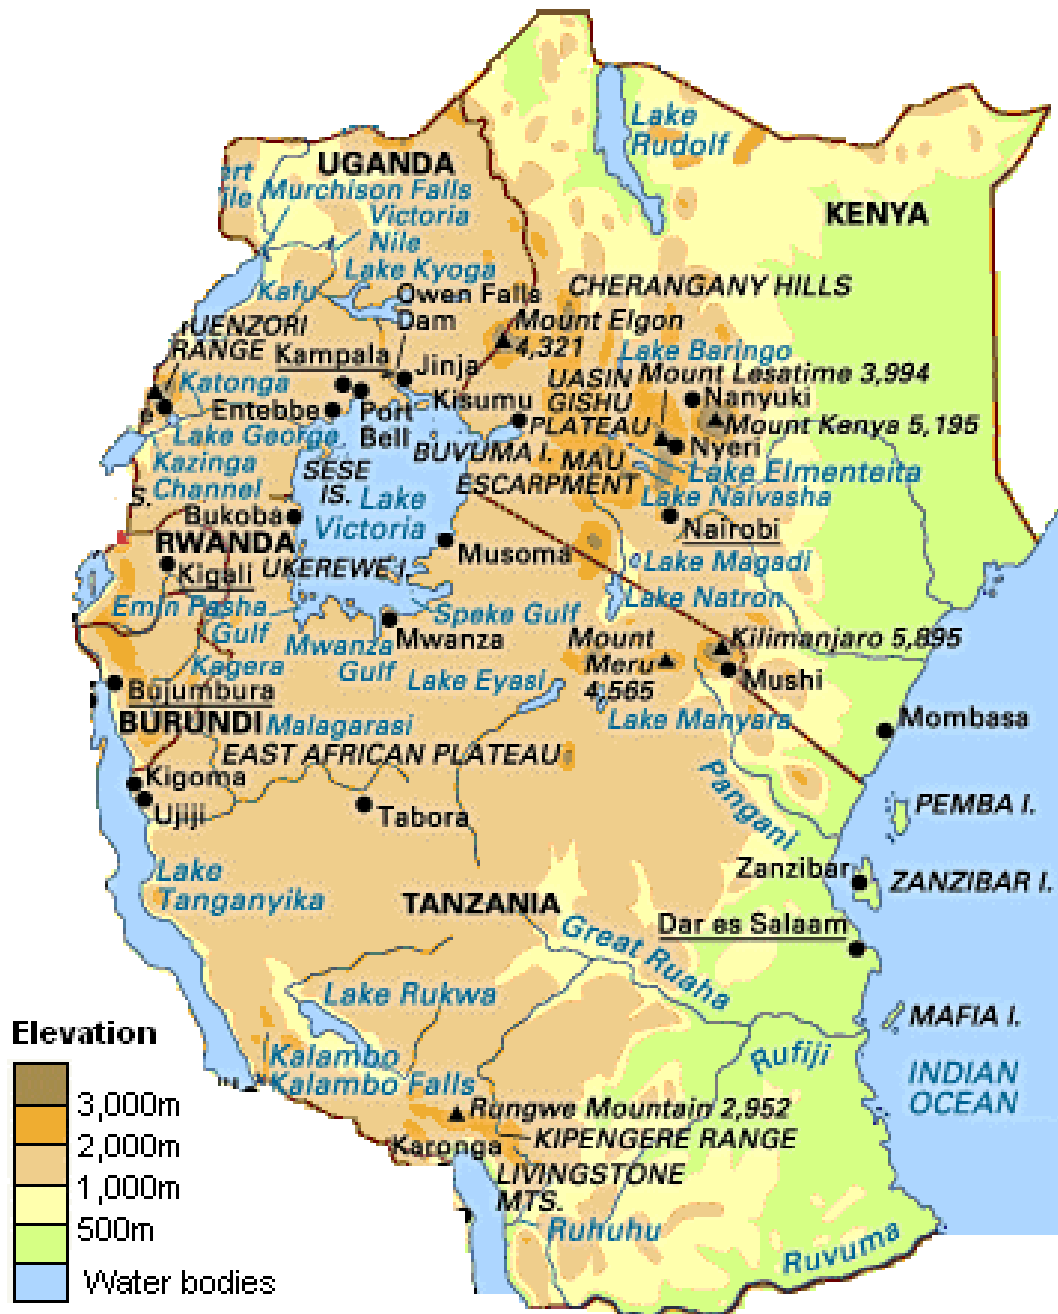 Lake
Rudolf
UGANDA
ert
ile
Murchison Falls
Victoria
Nile
KENYA
Lake Kyoga
Kafu
Owen Falls
Dam
CHERANGANY HILLS
UENZORI
RANGE
Kampala
Mount Elgon
4,321
Lake Baringo
Jinja
UASIN
GISHU
PLATEAU
Mount Lesatime 3,994
Katonga
Entebbe
Port
Bell
Kisumu
Nanyuki
Mount Kenya 5,195
e
Lake George
BUVUMA I.
MAU
ESCARPMENT
Nyeri
Lake Elmenteita
Kazinga
Channel
SESE
IS.
Lake
Victoria
Lake Naivasha
S.
Bukoba
Nairobi
RWANDA
Musoma
Kigali
UKEREWE I.
Lake Magadi
Emin Pasha
Gulf
Speke Gulf
Lake Natron
Mwanza
Gulf
Mwanza
Mount
Meru
4,565
Kilimanjaro 5,895
Kagera
Lake Eyasi
Mushi
Bujumbura
Lake Manyara
BURUNDI
Malagarasi
Mombasa
EAST AFRICAN PLATEAU
Kigoma
Ujiji
Tabora
Pangani
PEMBA I.
Lake
Tanganyika
Zanzibar
ZANZIBAR I.
TANZANIA
Great Ruaha
Dar es Salaam
Lake Rukwa
MAFIA I.
Rufiji
Kalambo
Kalambo Falls
INDIAN
OCEAN
Rungwe Mountain 2,952
Karonga
KIPENGERE RANGE
LIVINGSTONE
MTS.
Ruhuhu
Ruvuma
Elevation
3,000m
2,000m
1,000m
500m
Water bodies